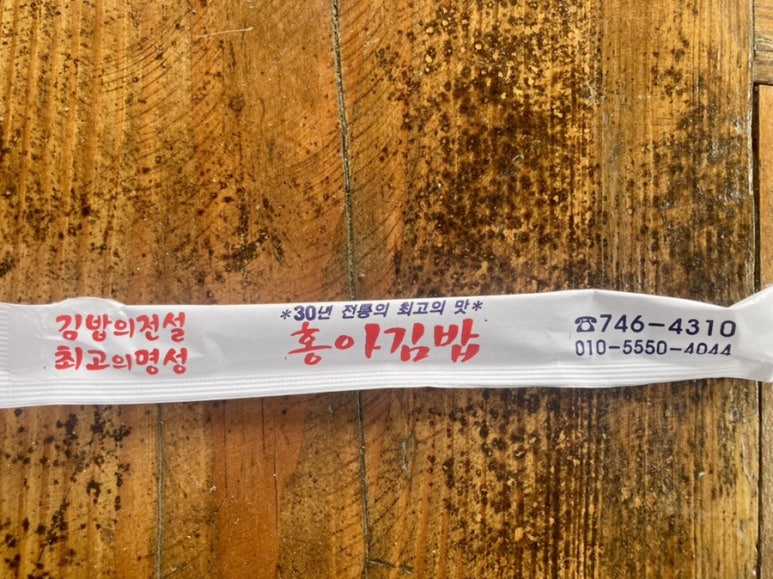 김밥의전설
최고의명성
*30년 전통의 최고의 맛*
홍아김밥
☎746-4310
010-5550-4044